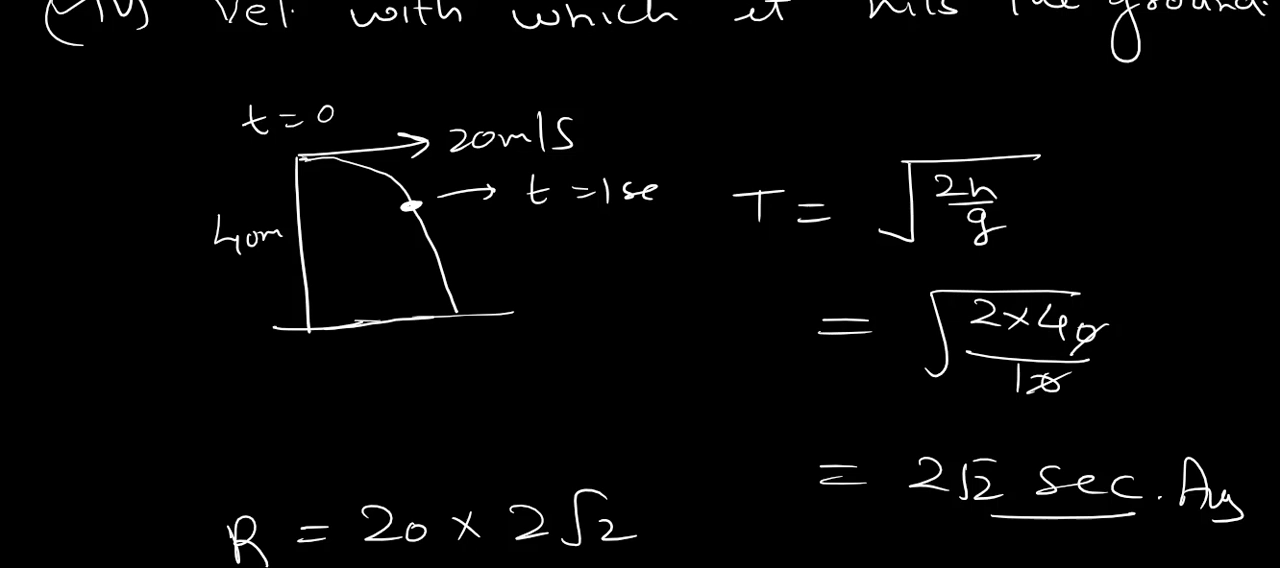 (iv) Vel. with which it hits the ground.
t = 0
20m/s
→ t = 1 se
40m
T = √(2h/g)
= √(2×40/10)
= 2√2 sec. Ans
R = 20 × 2√2